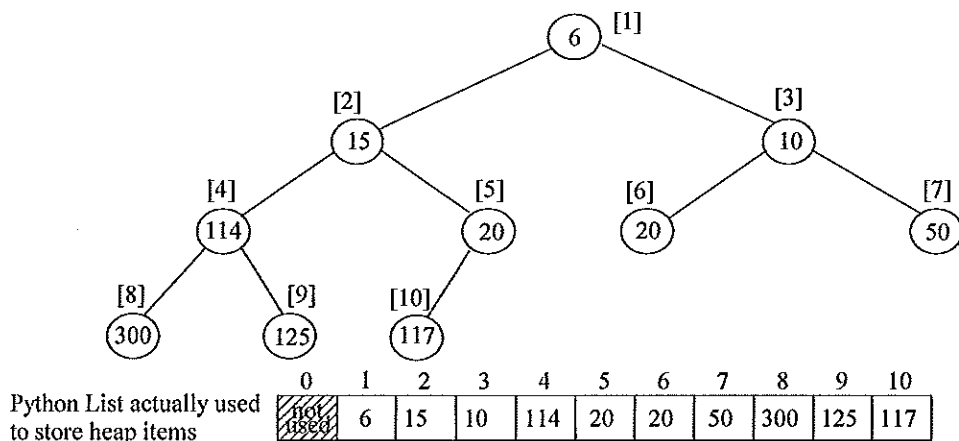 6 [1]
[2] [3]
15 10
[4] [5] [6] [7]
114 20 20 50
[8] [9] [10]
300 125 117
0 1 2 3 4 5 6 7 8 9 10
Python List actually used
to store heap items
not
used
6 15 10 114 20 20 50 300 125 117